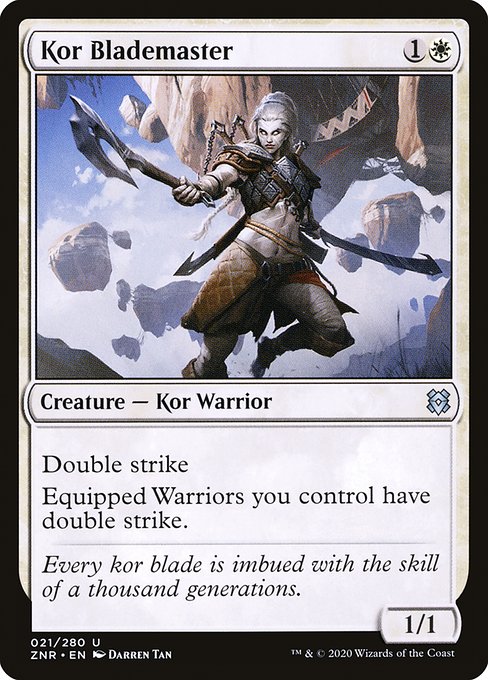 Kor Blademaster 1
Creature — Kor Warrior
Double strike
Equipped Warriors you control have
double strike.
Every kor blade is imbued with the skill
of a thousand generations.
1/1
021/280 U
ZNR • EN Darren Tan
™ & © 2020 Wizards of the Coast